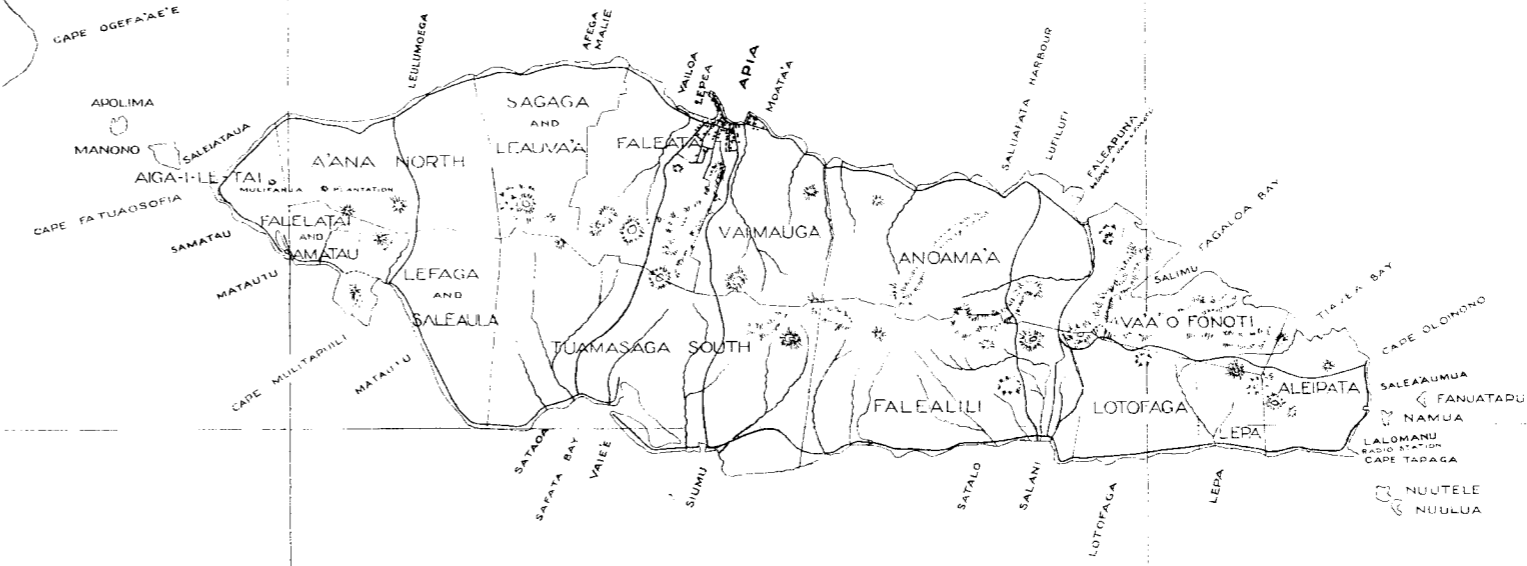 CAPE OGEFA'AE'E
APOLIMA
MANONO
SALEIATAUA
AIGA-I-LE-TAI
MULIFANUA PLANTATION
CAPE FATUAOSOFIA
SAMATAU
MATAUTU
CAPE MULITAPUILI
MATAUTU
LEULUMOEGA
A'ANA NORTH
FALELATAI
AND
SAMATAU
LEFAGA
AND
SALEAULA
AFEGA
MALIE
SAGAGA
AND
LEAUVA'A
FALEATA
VAILOA
LEPEA
APIA
MOATA'A
VAIMAUGA
TUAMASAGA SOUTH
SATAOA
SAFATA BAY
VAIE'E
SIUMU
SALUAFATA HARBOUR
LUFILUFI
FALEAPUNA
ANOAMA'A
FAGALOA BAY
SALIMU
VAA'O FONOTI
TIAVEA BAY
CAPE OLOINONO
FALEALILI
LOTOFAGA
LEPA
ALEIPATA
SALEA'AUMUA
FANUATAPU
NAMUA
LALOMANU
RADIO STATION
CAPE TAPAGA
NUUTELE
NUULUA
SATALO
SALANI
LOTOFAGA
LEPA